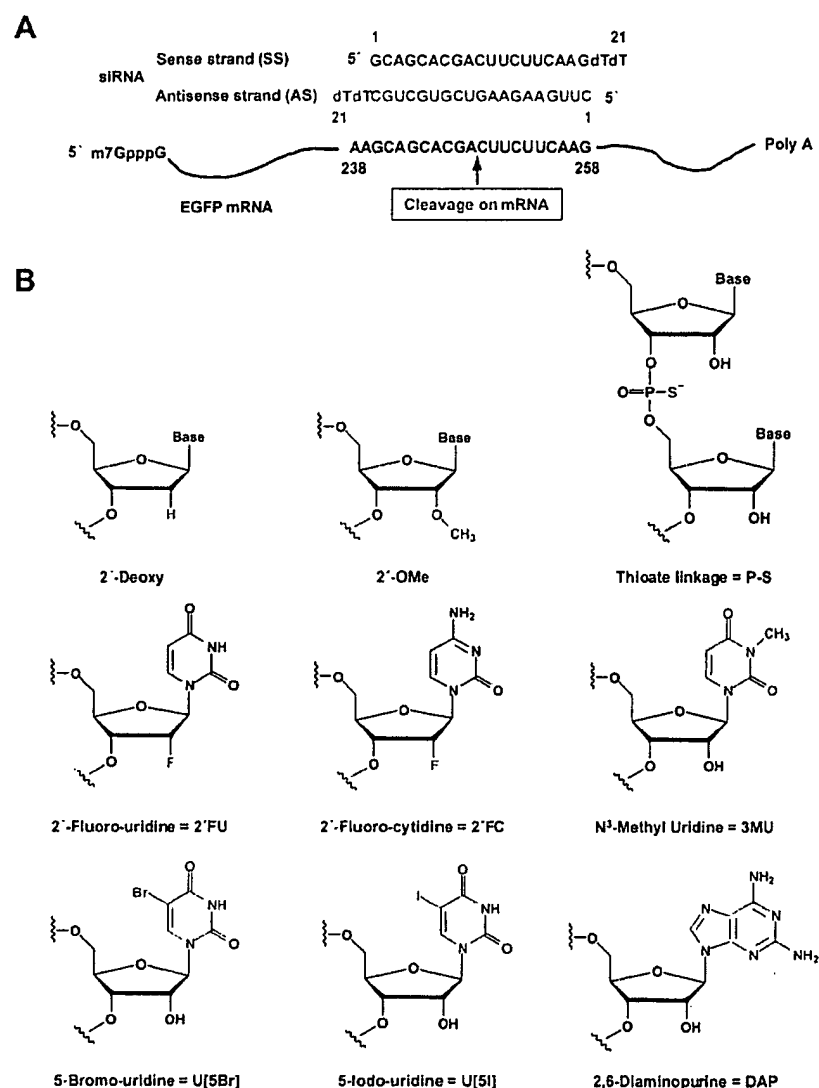 A
1 21
Sense strand (SS) 5´ GCAGCACGACUUCUUCAAGdTdT
siRNA
Antisense strand (AS) dTdTCGUCGUGCUGAAGAAGUUC 5´
21 1
5´ m7GpppG AAGCAGCACGACUUCUUCAAG Poly A
238 258
EGFP mRNA Cleavage on mRNA
B
O Base
O
O OH
O=P–S⁻
O Base O Base O Base
O O O
O H O O CH₃ O OH
2´-Deoxy 2´-OMe Thioate linkage = P-S
O NH₂ O CH₃
NH N N
O N O O N O O N O
O O O
O F O F O OH
2´-Fluoro-uridine = 2´FU 2´-Fluoro-cytidine = 2´FC N³-Methyl Uridine = 3MU
Br O I O NH₂
NH NH N N
O N O O N O O N N NH₂
O O O
O OH O OH O OH
5-Bromo-uridine = U[5Br] 5-Iodo-uridine = U[5I] 2,6-Diaminopurine = DAP